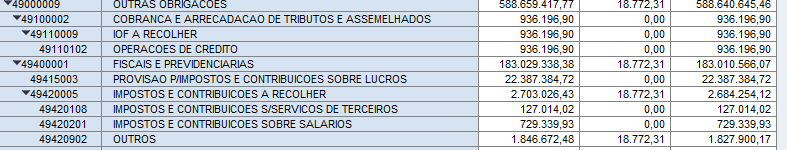 49000009 OUTRAS OBRIGACOES 588.659.417,77 18.772,31 588.640.645,46
49100002 COBRANCA E ARRECADACAO DE TRIBUTOS E ASSEMELHADOS 936.196,90 0,00 936.196,90
49110009 IOF A RECOLHER 936.196,90 0,00 936.196,90
49110102 OPERACOES DE CREDITO 936.196,90 0,00 936.196,90
49400001 FISCAIS E PREVIDENCIARIAS 183.029.338,38 18.772,31 183.010.566,07
49415003 PROVISAO P/IMPOSTOS E CONTRIBUICOES SOBRE LUCROS 22.387.384,72 0,00 22.387.384,72
49420005 IMPOSTOS E CONTRIBUICOES A RECOLHER 2.703.026,43 18.772,31 2.684.254,12
49420108 IMPOSTOS E CONTRIBUICOES S/SERVICOS DE TERCEIROS 127.014,02 0,00 127.014,02
49420201 IMPOSTOS E CONTRIBUICOES SOBRE SALARIOS 729.339,93 0,00 729.339,93
49420902 OUTROS 1.846.672,48 18.772,31 1.827.900,17